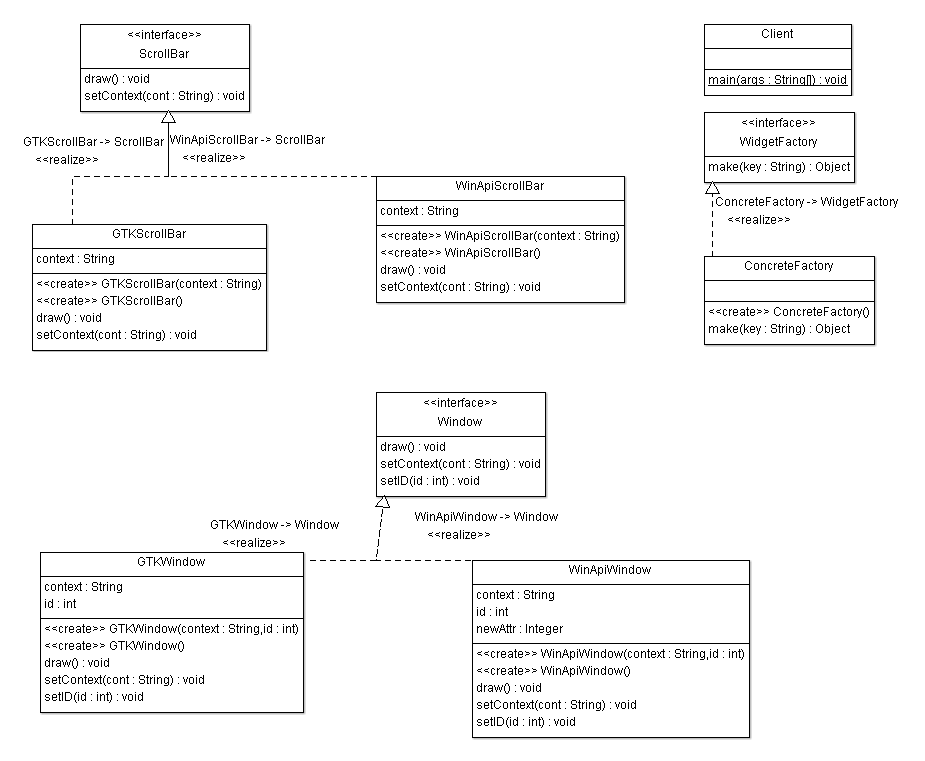 <<interface>>
ScrollBar
draw() : void
setContext(cont : String) : void
GTKScrollBar -> ScrollBar
<<realize>>
WinApiScrollBar -> ScrollBar
<<realize>>
GTKScrollBar
context : String
<<create>> GTKScrollBar(context : String)
<<create>> GTKScrollBar()
draw() : void
setContext(cont : String) : void
WinApiScrollBar
context : String
<<create>> WinApiScrollBar(context : String)
<<create>> WinApiScrollBar()
draw() : void
setContext(cont : String) : void
Client
main(args : String[]) : void
<<interface>>
WidgetFactory
make(key : String) : Object
ConcreteFactory -> WidgetFactory
<<realize>>
ConcreteFactory
<<create>> ConcreteFactory()
make(key : String) : Object
<<interface>>
Window
draw() : void
setContext(cont : String) : void
setID(id : int) : void
GTKWindow -> Window
<<realize>>
WinApiWindow -> Window
<<realize>>
GTKWindow
context : String
id : int
<<create>> GTKWindow(context : String,id : int)
<<create>> GTKWindow()
draw() : void
setContext(cont : String) : void
setID(id : int) : void
WinApiWindow
context : String
id : int
newAttr : Integer
<<create>> WinApiWindow(context : String,id : int)
<<create>> WinApiWindow()
draw() : void
setContext(cont : String) : void
setID(id : int) : void